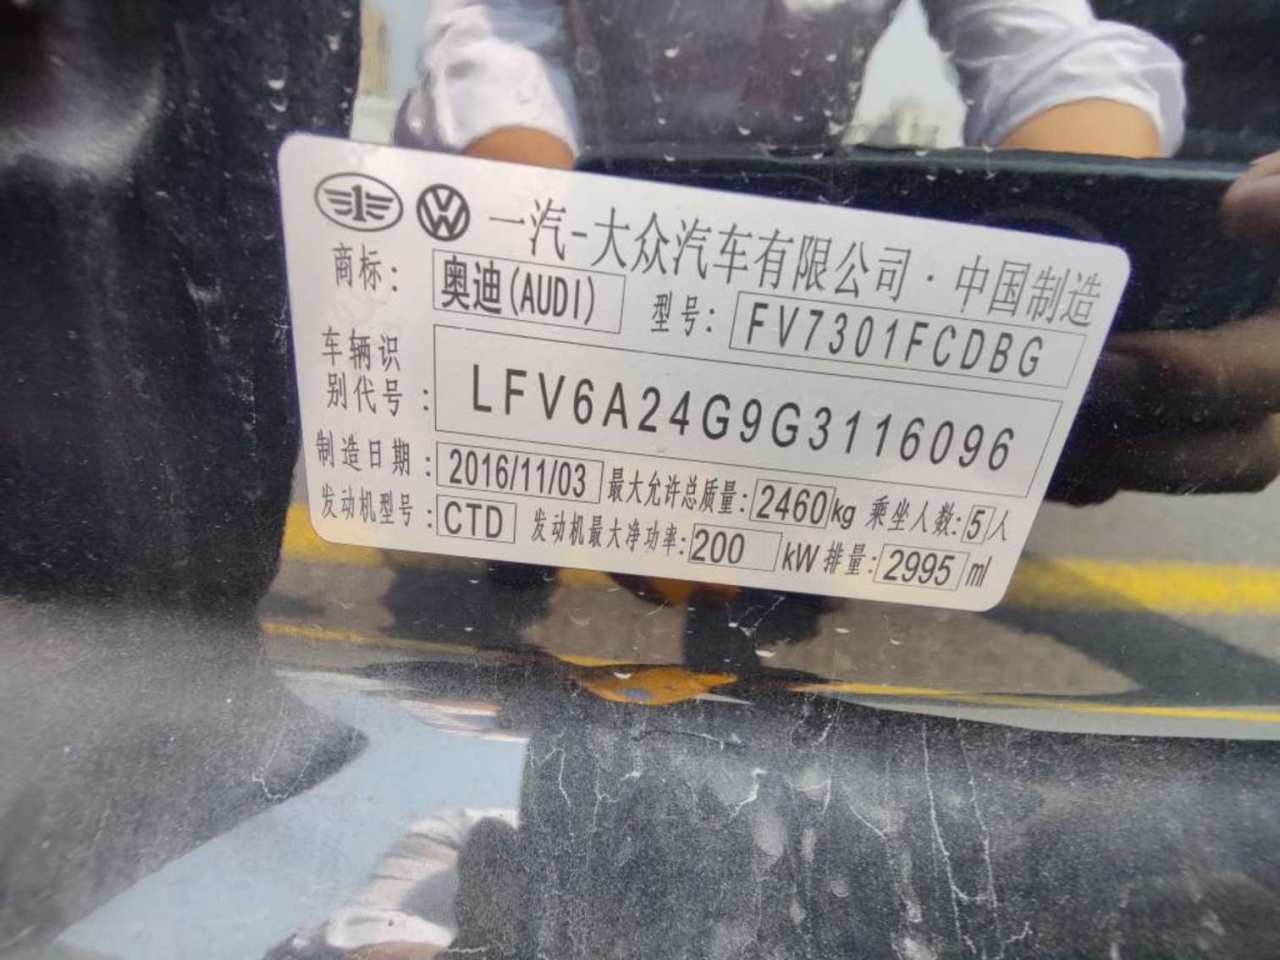 一汽-大众汽车有限公司·中国制造
商标: 奥迪(AUDI) 型号: FV7301FCDBG
车辆识
别代号: LFV6A24G9G3116096
制造日期: 2016/11/03 最大允许总质量: 2460kg 乘坐人数: 5人
发动机型号: CTD 发动机最大净功率: 200 kW 排量: 2995 ml